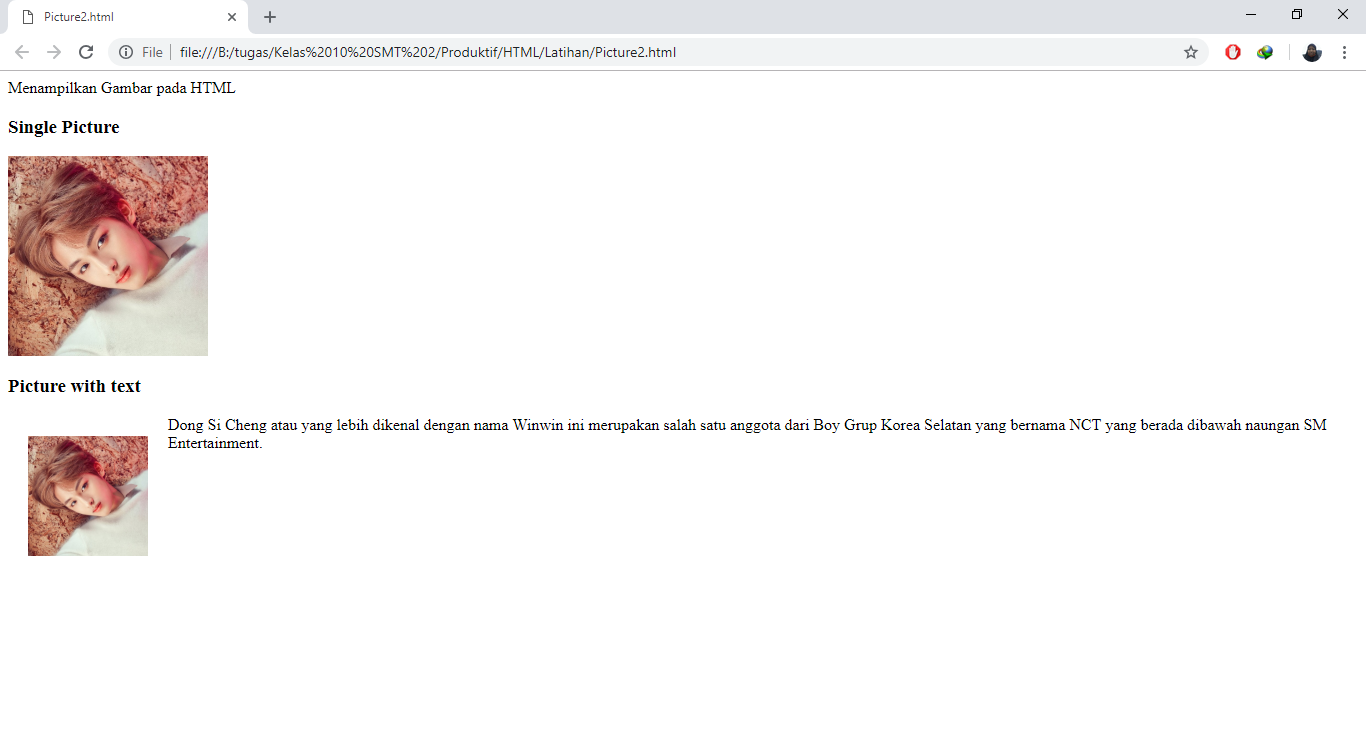 Picture2.html
File file:///B:/tugas/Kelas%2010%20SMT%202/Produktif/HTML/Latihan/Picture2.html
Menampilkan Gambar pada HTML
Single Picture
Picture with text
Dong Si Cheng atau yang lebih dikenal dengan nama Winwin ini merupakan salah satu anggota dari Boy Grup Korea Selatan yang bernama NCT yang berada dibawah naungan SM
Entertainment.